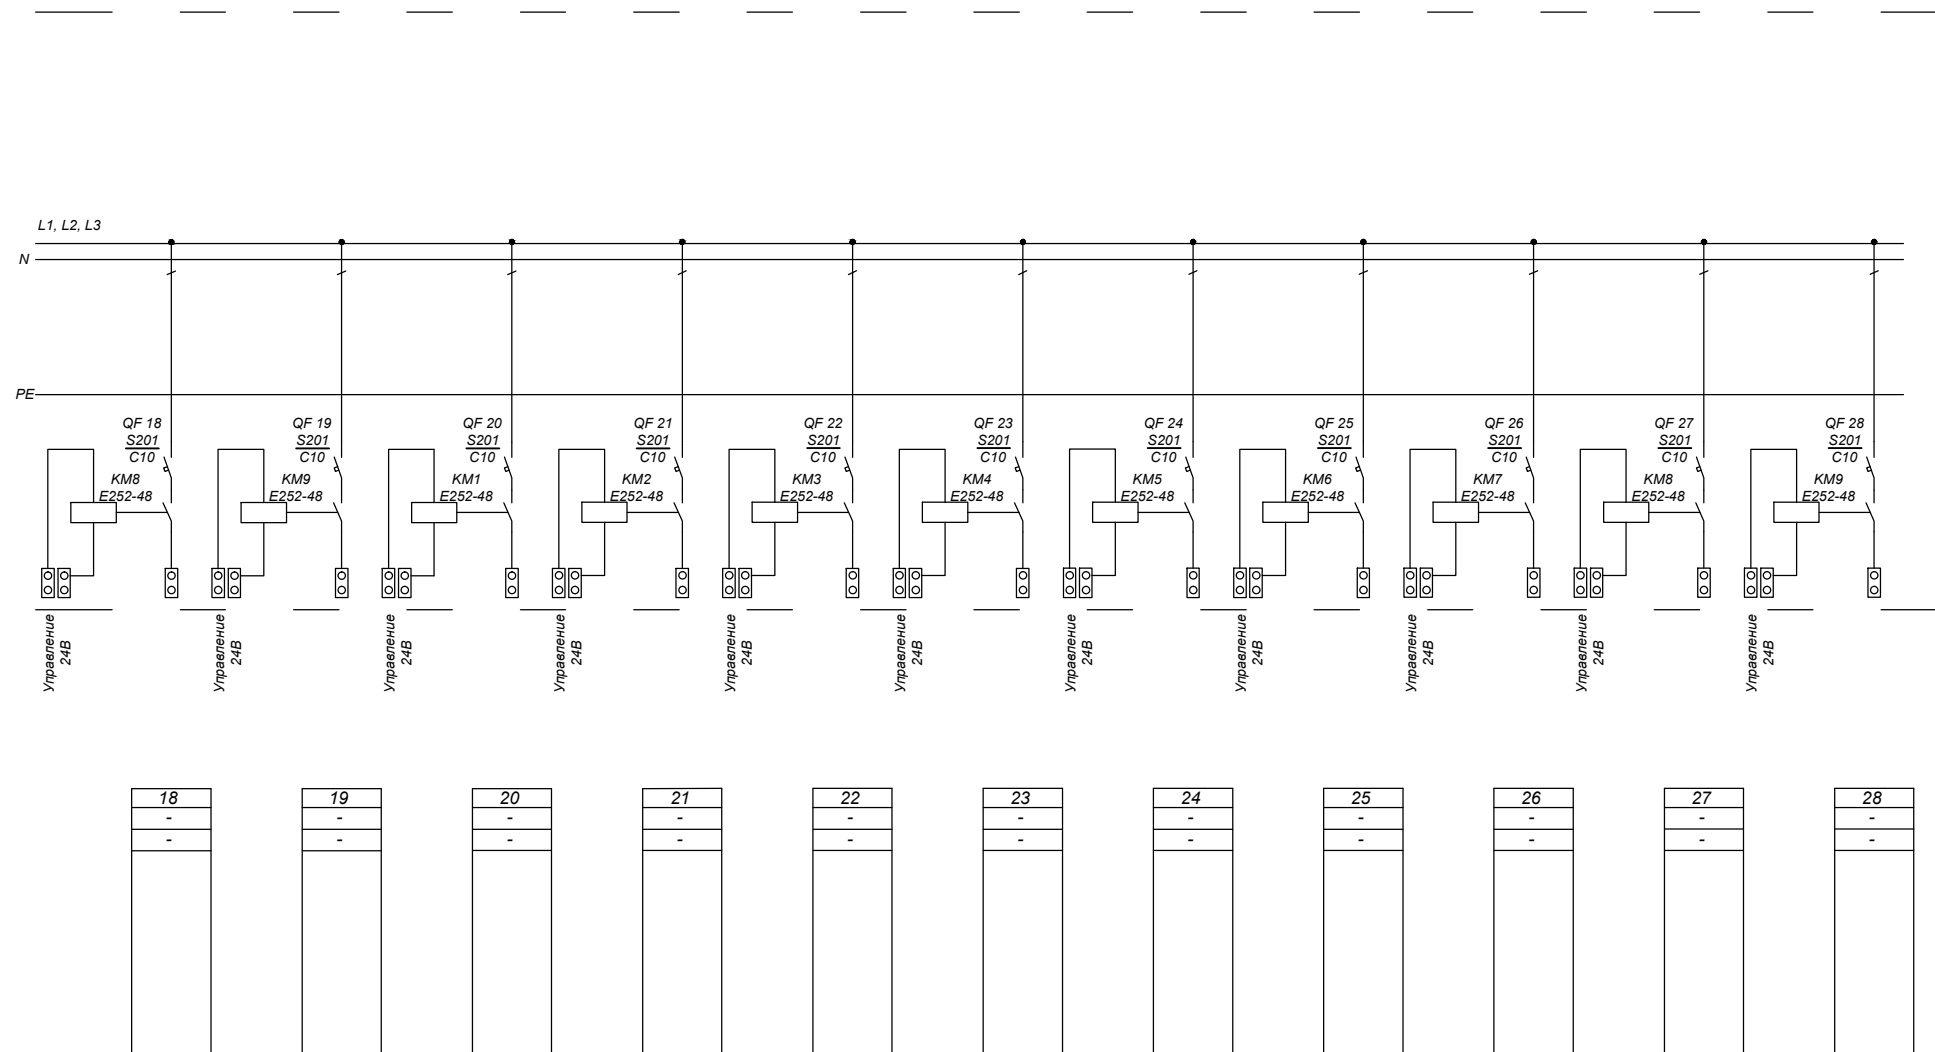 L1, L2, L3
N
PE
QF 18
S201
C10
KM8
E252-48
QF 19
S201
C10
KM9
E252-48
QF 20
S201
C10
KM1
E252-48
QF 21
S201
C10
KM2
E252-48
QF 22
S201
C10
KM3
E252-48
QF 23
S201
C10
KM4
E252-48
QF 24
S201
C10
KM5
E252-48
QF 25
S201
C10
KM6
E252-48
QF 26
S201
C10
KM7
E252-48
QF 27
S201
C10
KM8
E252-48
QF 28
S201
C10
KM9
E252-48
Управление
24В
Управление
24В
Управление
24В
Управление
24В
Управление
24В
Управление
24В
Управление
24В
Управление
24В
Управление
24В
Управление
24В
Управление
24В
18
-
-
19
-
-
20
-
-
21
-
-
22
-
-
23
-
-
24
-
-
25
-
-
26
-
-
27
-
-
28
-
-